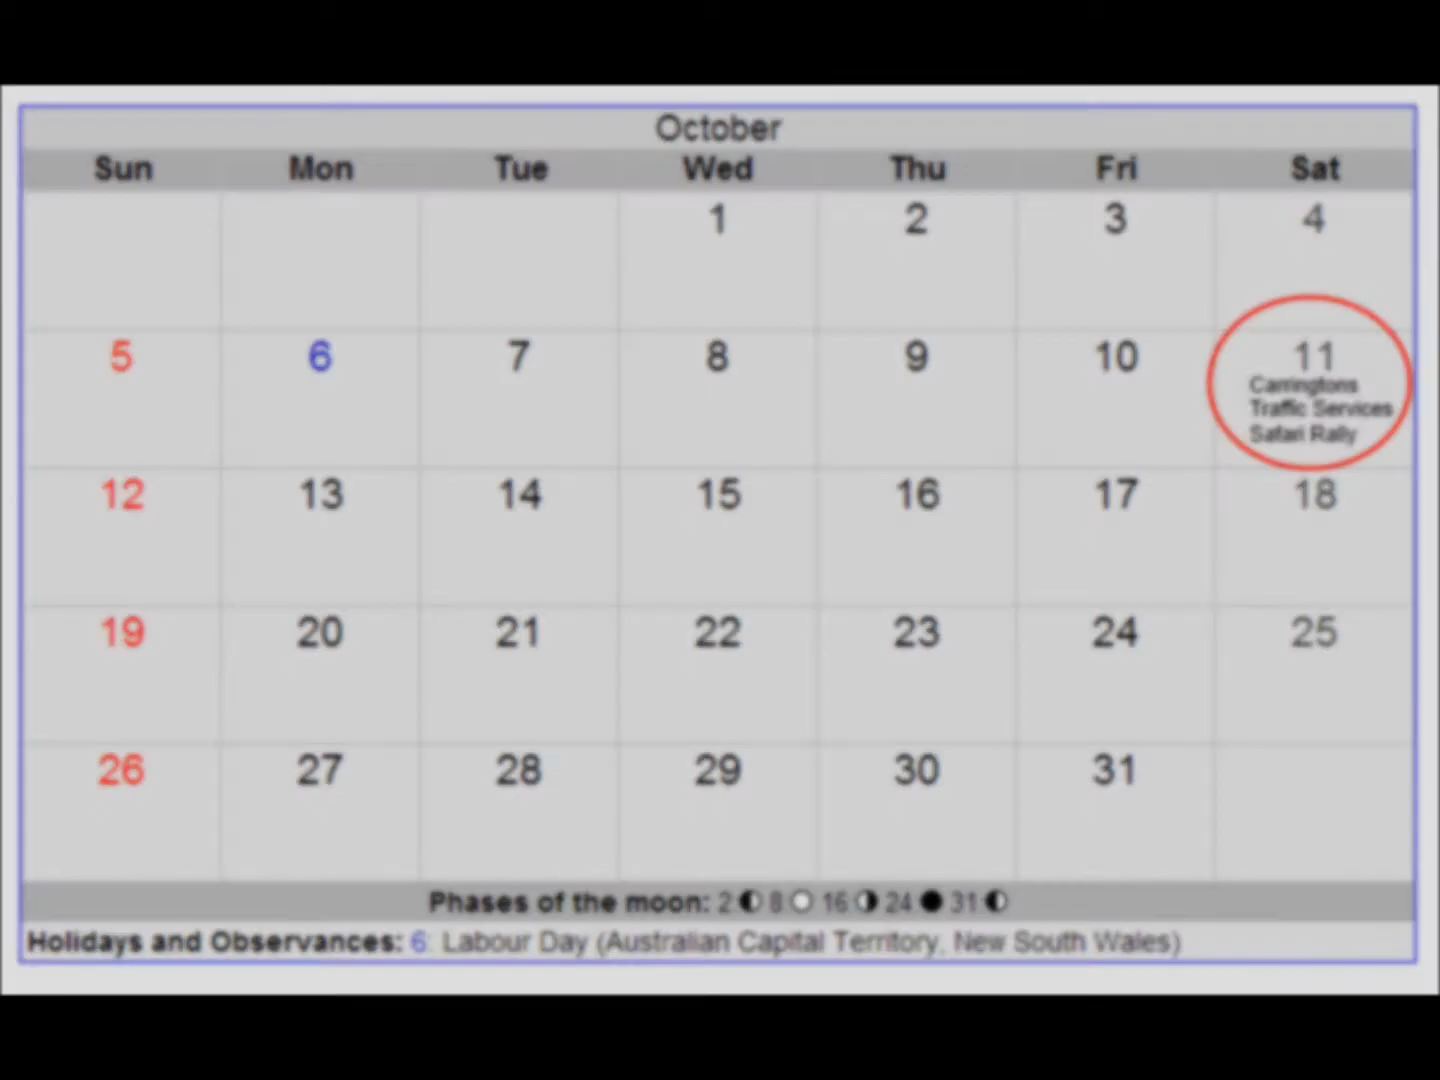 October
Sun Mon Tue Wed Thu Fri Sat
1 2 3 4
5 6 7 8 9 10 11
Carringtons
Traffic Services
Safari Rally
12 13 14 15 16 17 18
19 20 21 22 23 24 25
26 27 28 29 30 31
Phases of the moon: 2 8 16 24 31
Holidays and Observances: 6: Labour Day (Australian Capital Territory, New South Wales)